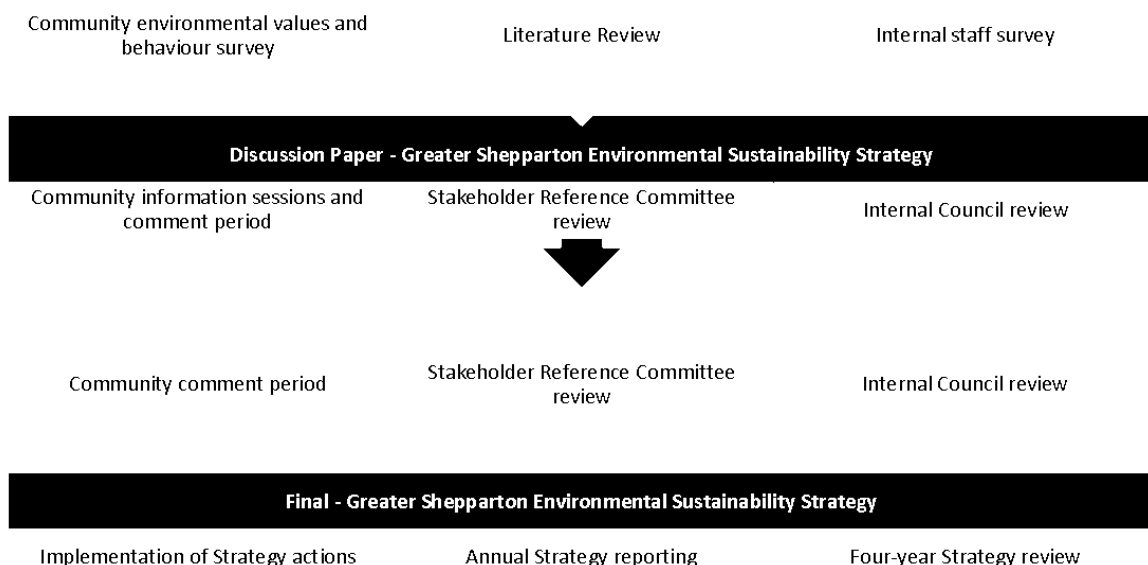 Community environmental values and
behaviour survey
Literature Review
Internal staff survey
Discussion Paper - Greater Shepparton Environmental Sustainability Strategy
Community information sessions and
comment period
Stakeholder Reference Committee
review
Internal Council review
Community comment period
Stakeholder Reference Committee
review
Internal Council review
Final - Greater Shepparton Environmental Sustainability Strategy
Implementation of Strategy actions
Annual Strategy reporting
Four-year Strategy review